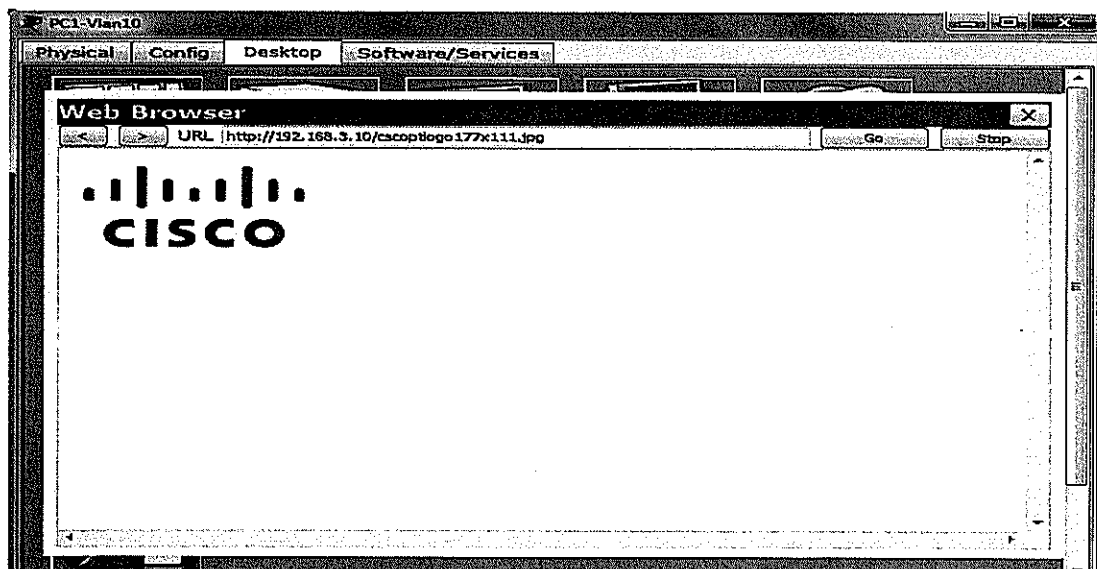 PC1-Vlan10
Physical Config Desktop Software/Services
Web Browser X
< > URL http://192.168.3.10/cscoptlogo177x111.jpg Go Stop
CISCO